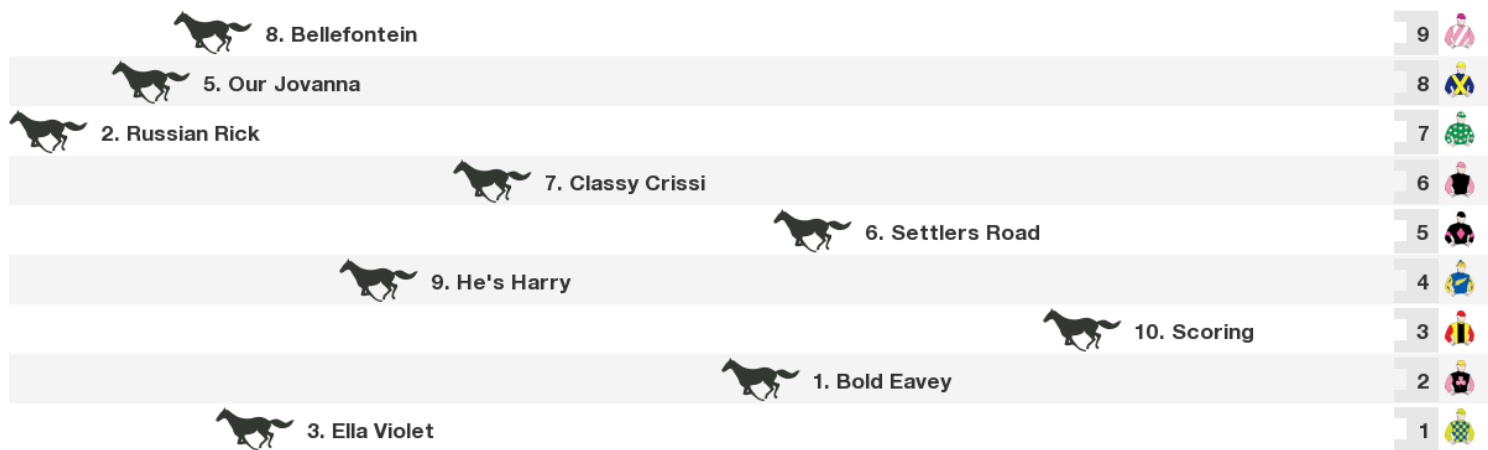 8. Bellefontein 9
5. Our Jovanna 8
2. Russian Rick 7
7. Classy Crissi 6
6. Settlers Road 5
9. He's Harry 4
10. Scoring 3
1. Bold Eavey 2
3. Ella Violet 1